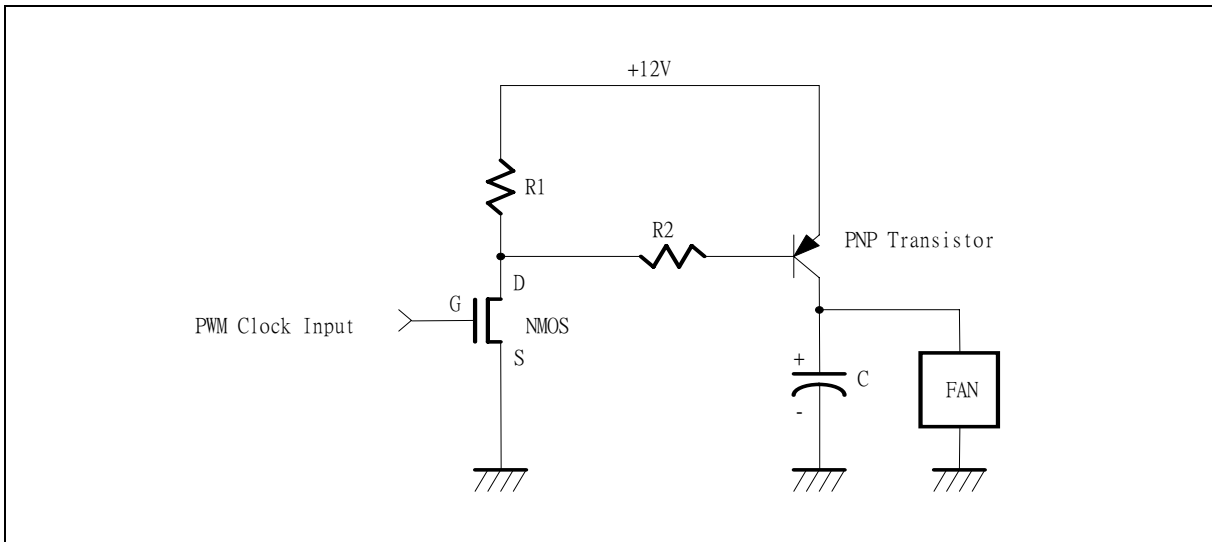 +12V
R1
R2
PNP Transistor
D
G
PWM Clock Input
NMOS
S
+
C
FAN
-